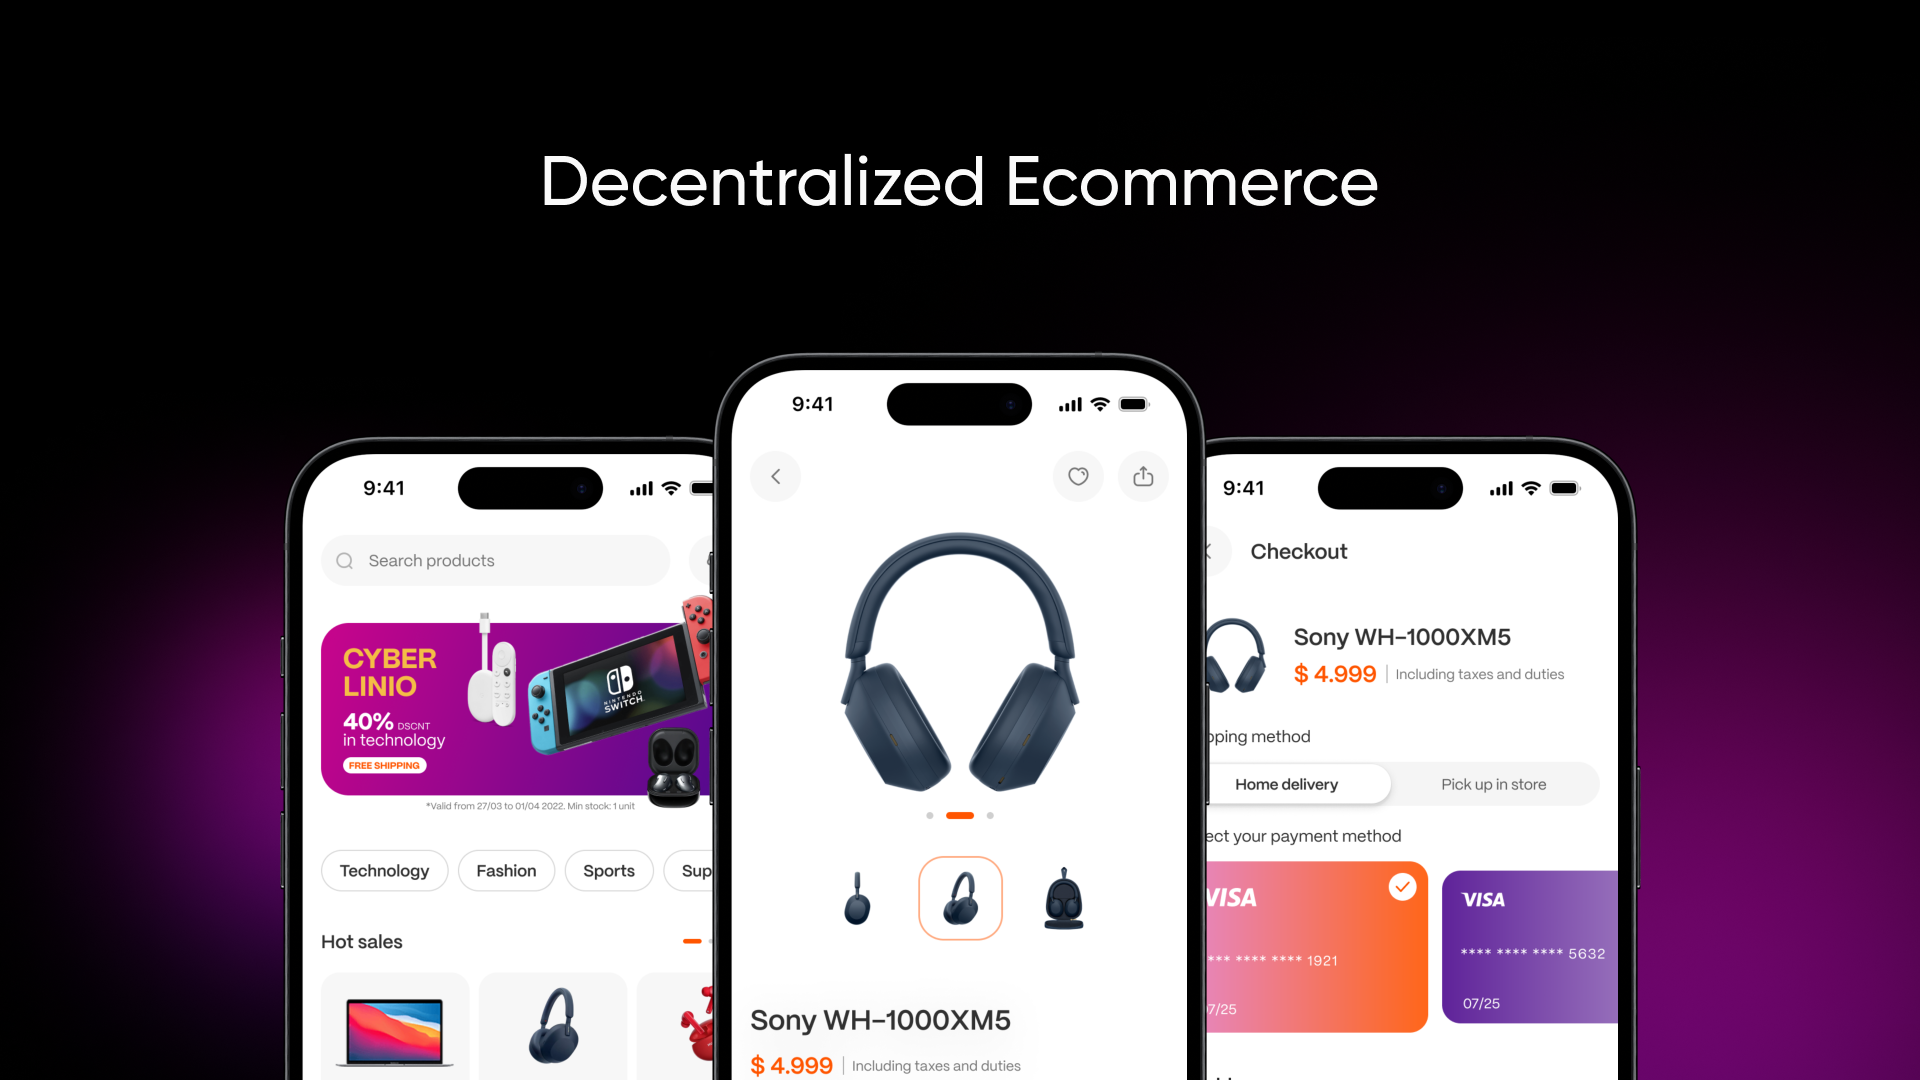 Decentralized Ecommerce
9:41
Search products
CYBER
LINIO
40% DSCNT
in technology
FREE SHIPPING
NINTENDO
SWITCH
*Valid from 27/03 to 01/04 2022. Min stock: 1 unit
Technology
Fashion
Sports
Sup
Hot sales
9:41
Sony WH-1000XM5
$ 4.999
Including taxes and duties
9:41
Checkout
Sony WH-1000XM5
$ 4.999
Including taxes and duties
pping method
Home delivery
Pick up in store
ect your payment method
VISA
*** **** **** 1921
7/25
VISA
**** **** **** 5632
07/25